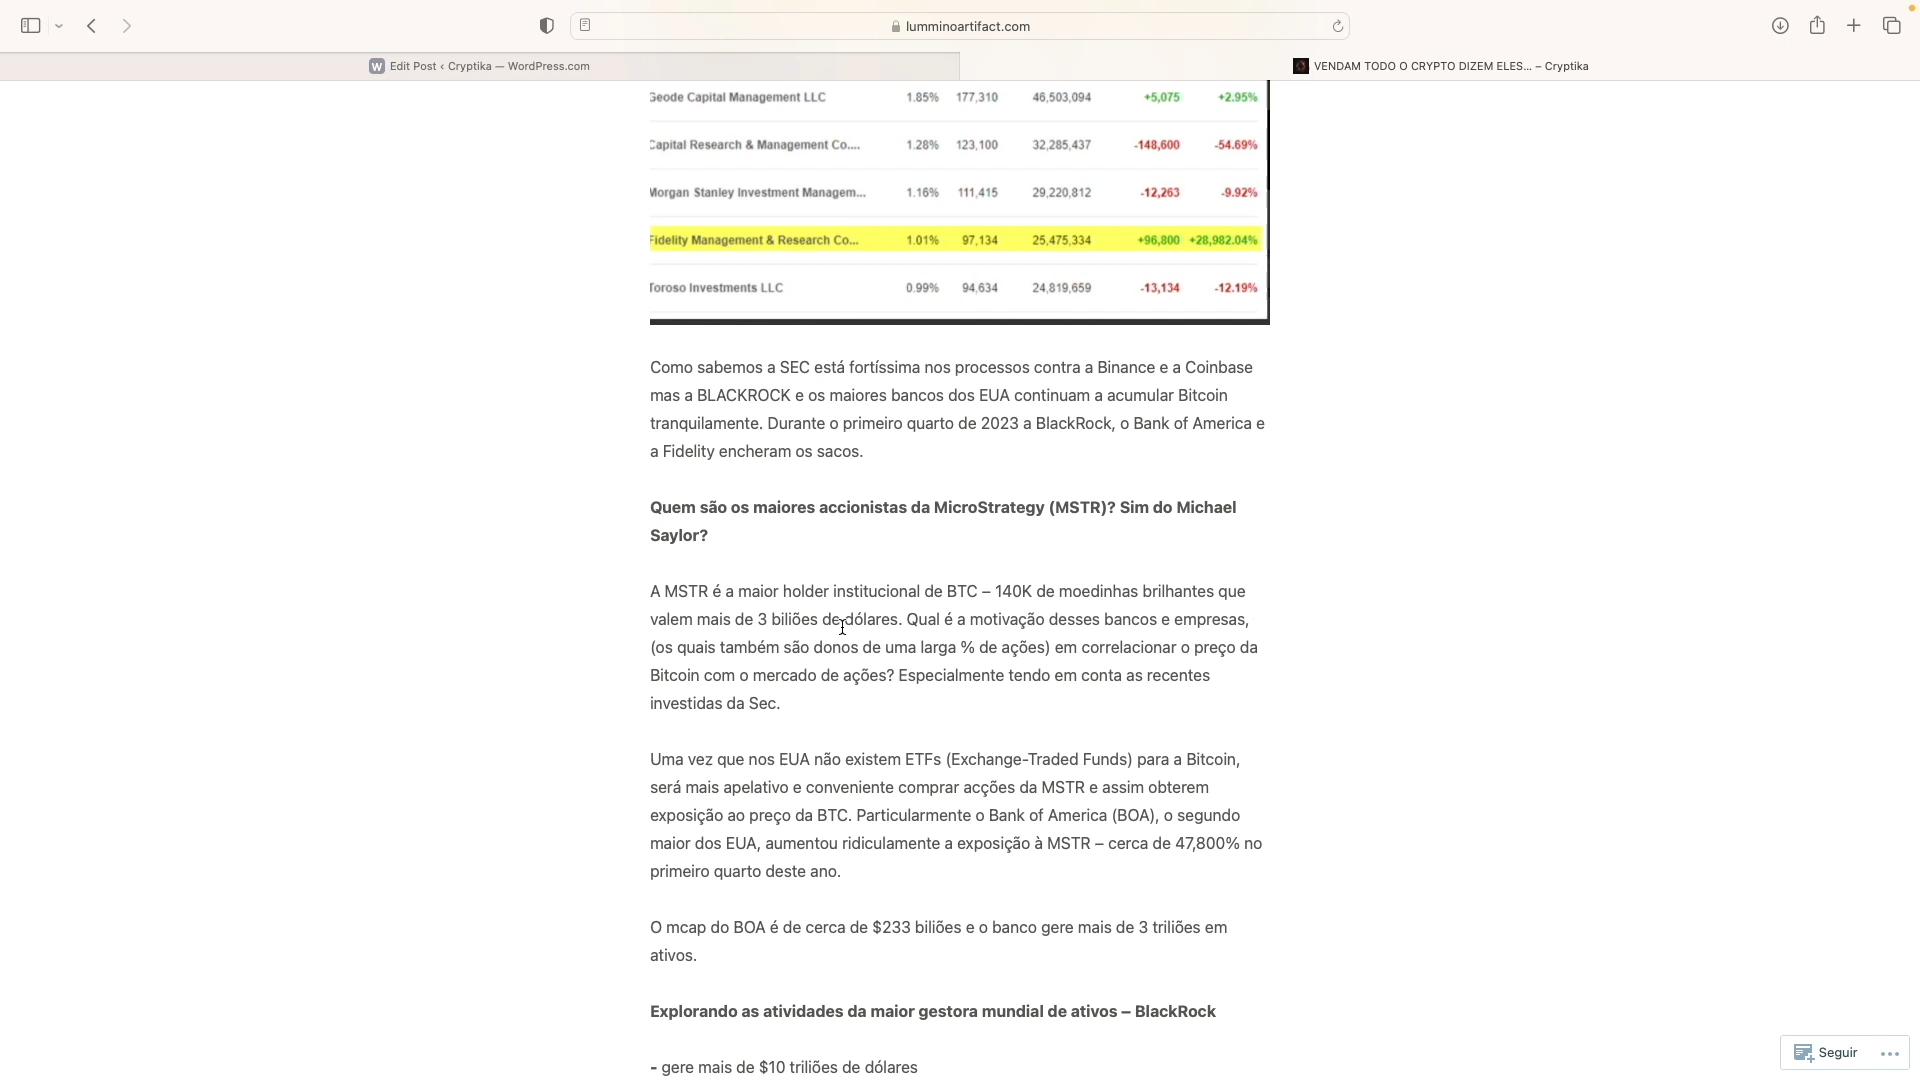 lumminoartifact.com
W Edit Post ‹ Cryptika — WordPress.com
VENDAM TODO O CRYPTO DIZEM ELES... – Cryptika
Geode Capital Management LLC 1.85% 177,310 46,503,094 +5,075 +2.95%
Capital Research & Management Co.... 1.28% 123,100 32,285,437 -148,600 -54.69%
Morgan Stanley Investment Managem... 1.16% 111,415 29,220,812 -12,263 -9.92%
Fidelity Management & Research Co... 1.01% 97,134 25,475,334 +96,800 +28,982.04%
Toroso Investments LLC 0.99% 94,634 24,819,659 -13,134 -12.19%
Como sabemos a SEC está fortíssima nos processos contra a Binance e a Coinbase
mas a BLACKROCK e os maiores bancos dos EUA continuam a acumular Bitcoin
tranquilamente. Durante o primeiro quarto de 2023 a BlackRock, o Bank of America e
a Fidelity encheram os sacos.
Quem são os maiores accionistas da MicroStrategy (MSTR)? Sim do Michael
Saylor?
A MSTR é a maior holder institucional de BTC – 140K de moedinhas brilhantes que
valem mais de 3 biliões de dólares. Qual é a motivação desses bancos e empresas,
(os quais também são donos de uma larga % de ações) em correlacionar o preço da
Bitcoin com o mercado de ações? Especialmente tendo em conta as recentes
investidas da Sec.
Uma vez que nos EUA não existem ETFs (Exchange-Traded Funds) para a Bitcoin,
será mais apelativo e conveniente comprar acções da MSTR e assim obterem
exposição ao preço da BTC. Particularmente o Bank of America (BOA), o segundo
maior dos EUA, aumentou ridiculamente a exposição à MSTR – cerca de 47,800% no
primeiro quarto deste ano.
O mcap do BOA é de cerca de $233 biliões e o banco gere mais de 3 triliões em
ativos.
Explorando as atividades da maior gestora mundial de ativos – BlackRock
- gere mais de $10 triliões de dólares
Seguir